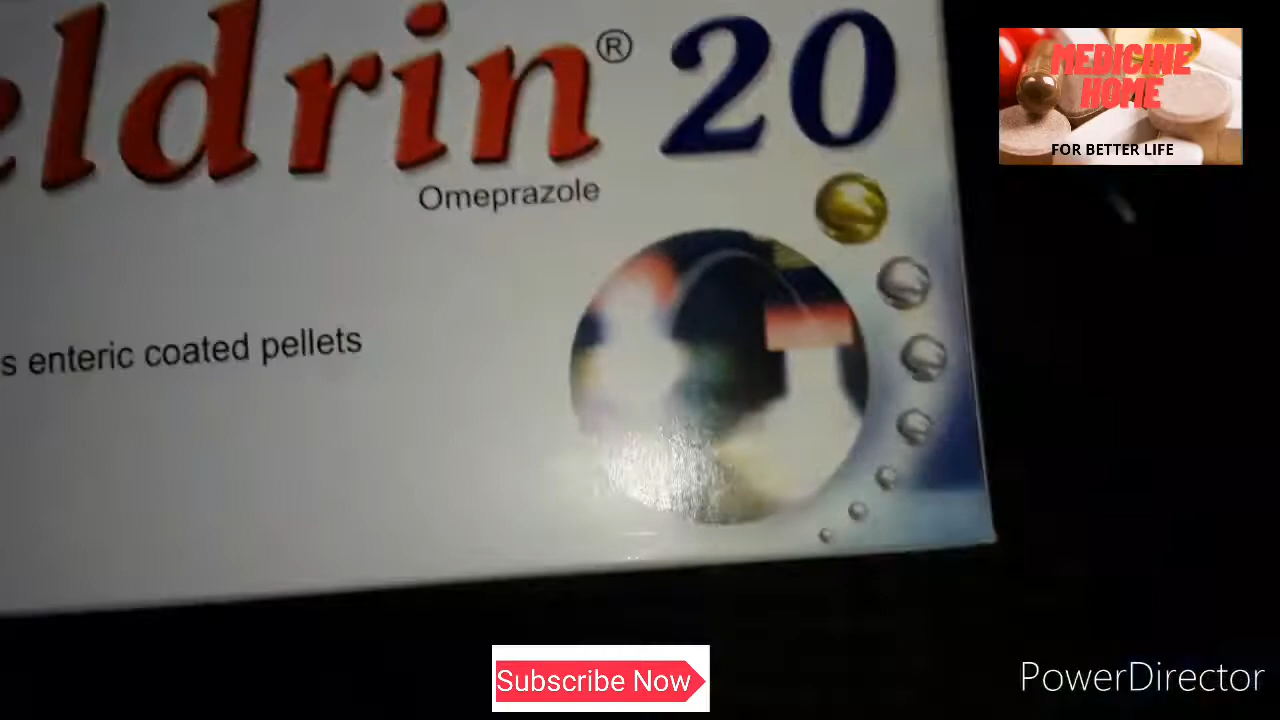 eldrin® 20
Omeprazole
s enteric coated pellets
MEDICINE
HOME
FOR BETTER LIFE
Subscribe Now
PowerDirector